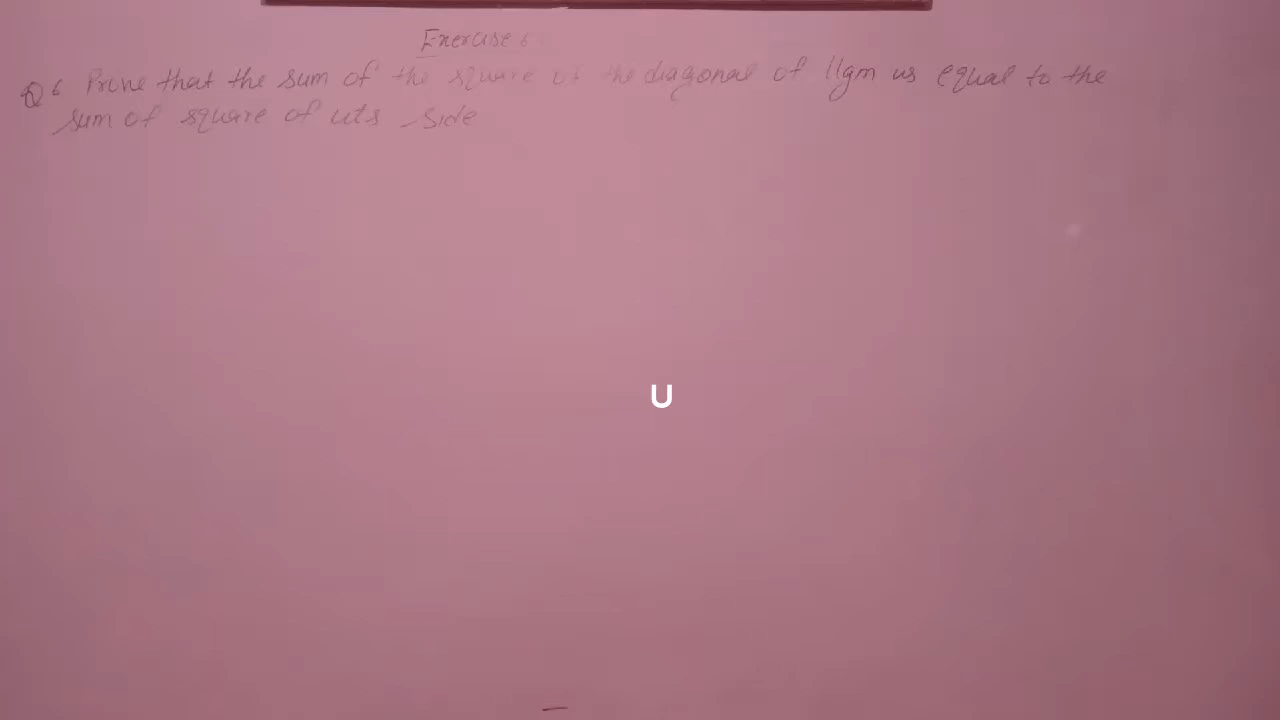 Exercise 6
Q6 Prove that the sum of the square of the diagonal of ||gm is equal to the
sum of square of its side
U